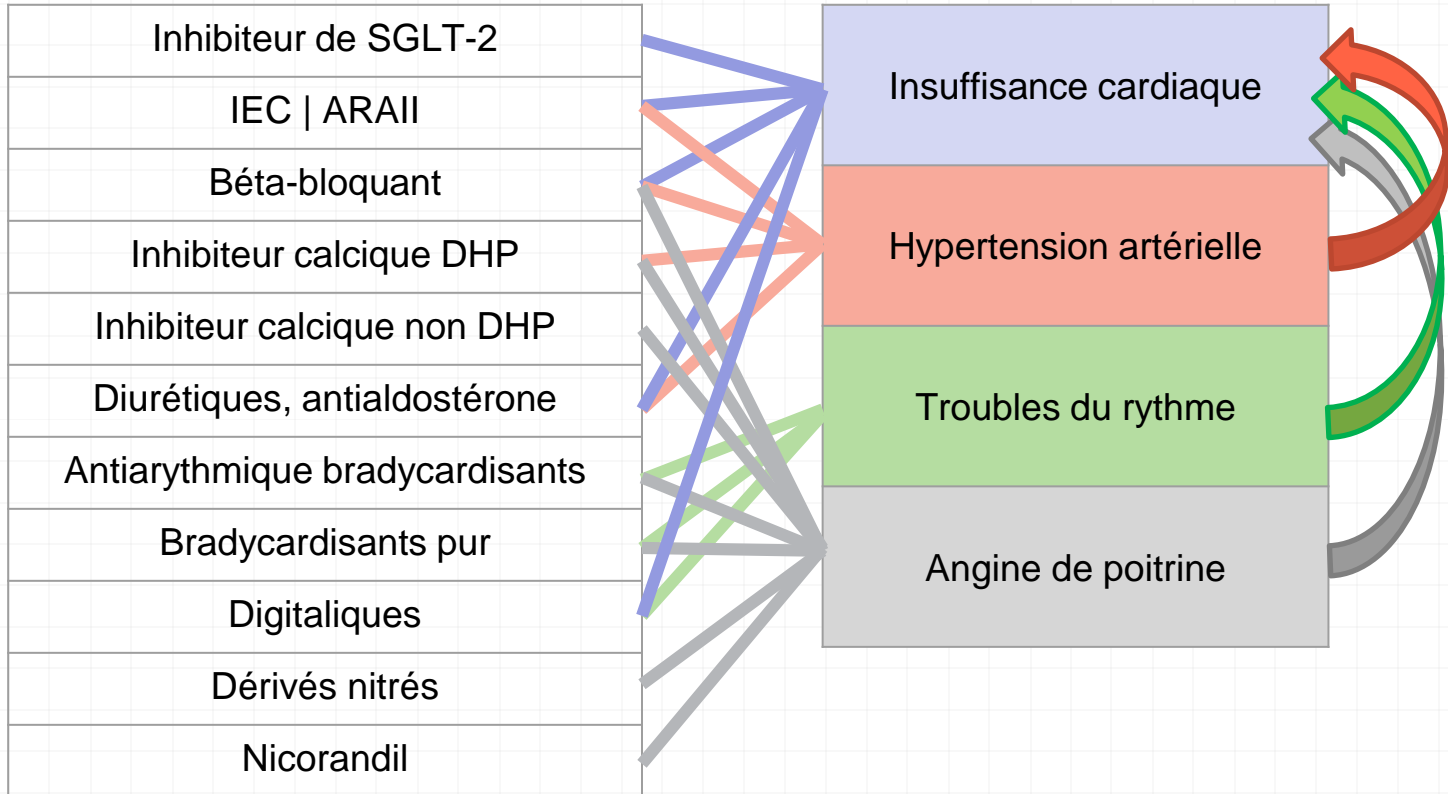 Inhibiteur de SGLT-2
IEC | ARAII
Béta-bloquant
Inhibiteur calcique DHP
Inhibiteur calcique non DHP
Diurétiques, antialdostérone
Antiarythmique bradycardisants
Bradycardisants pur
Digitaliques
Dérivés nitrés
Nicorandil
Insuffisance cardiaque
Hypertension artérielle
Troubles du rythme
Angine de poitrine